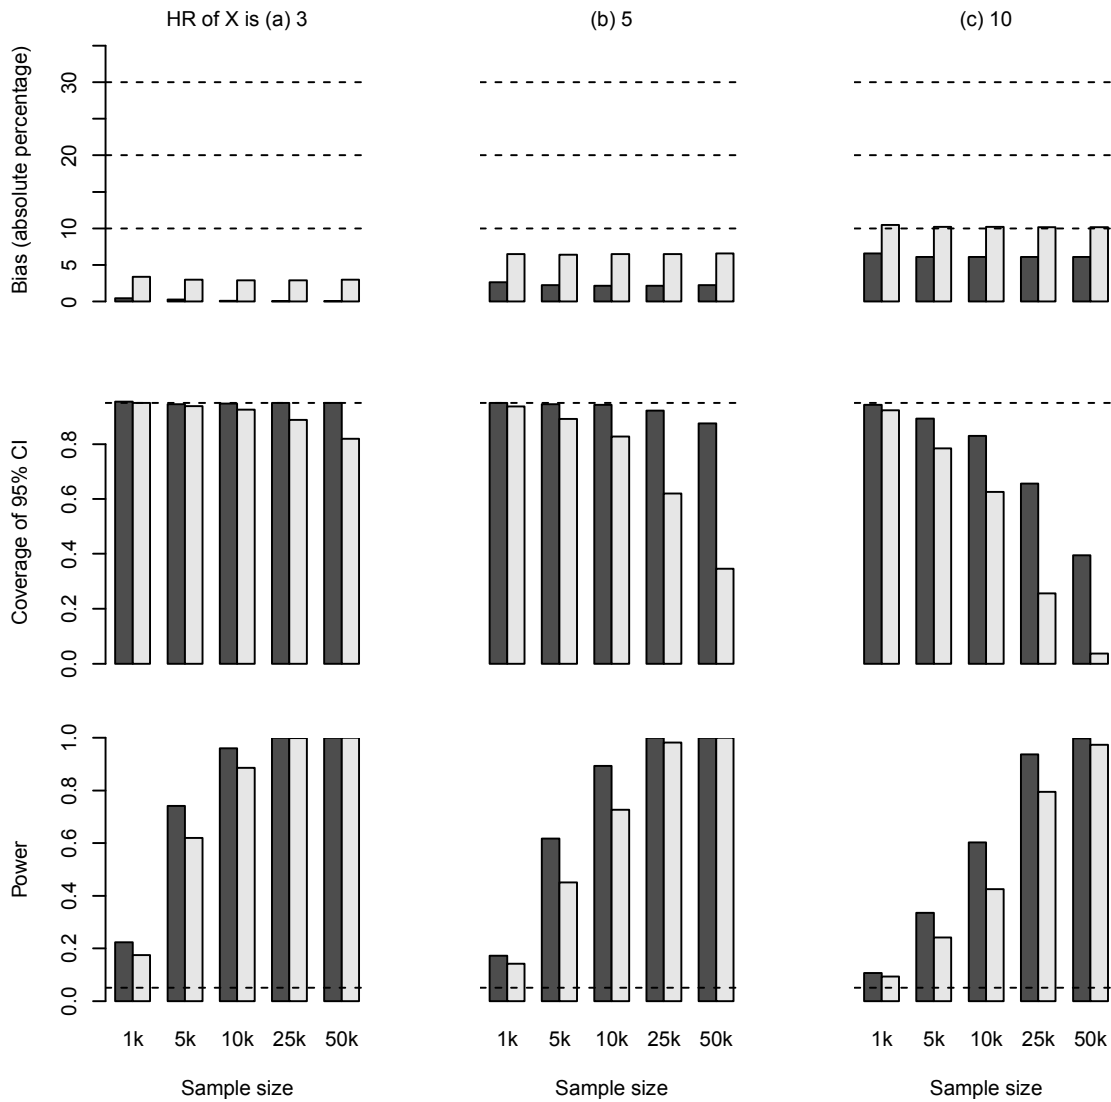 HR of X is (a) 3
(b) 5
(c) 10
Bias (absolute percentage)
30
20
10
5
0
Coverage of 95% CI
0.8
0.6
0.4
0.2
0.0
Power
1.0
0.8
0.6
0.4
0.2
0.0
1k 5k 10k 25k 50k
1k 5k 10k 25k 50k
1k 5k 10k 25k 50k
Sample size
Sample size
Sample size